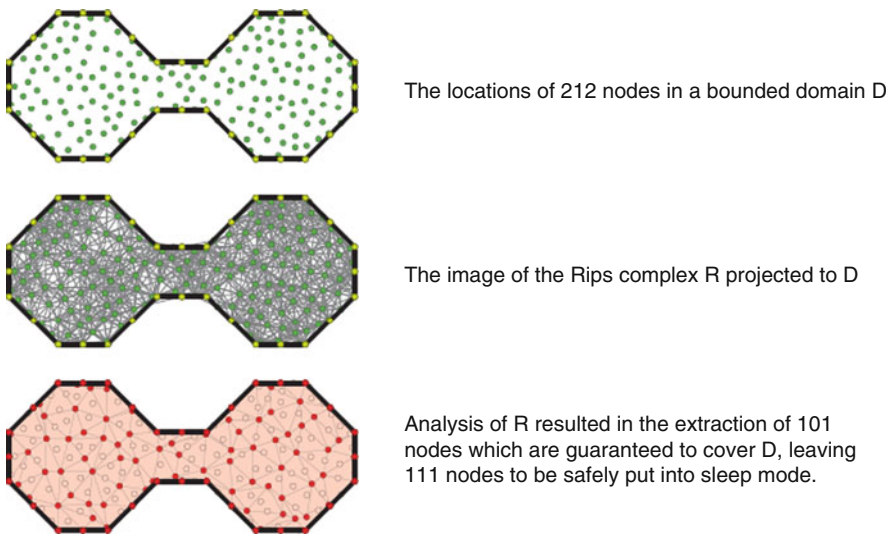 The locations of 212 nodes in a bounded domain D
The image of the Rips complex R projected to D
Analysis of R resulted in the extraction of 101
nodes which are guaranteed to cover D, leaving
111 nodes to be safely put into sleep mode.